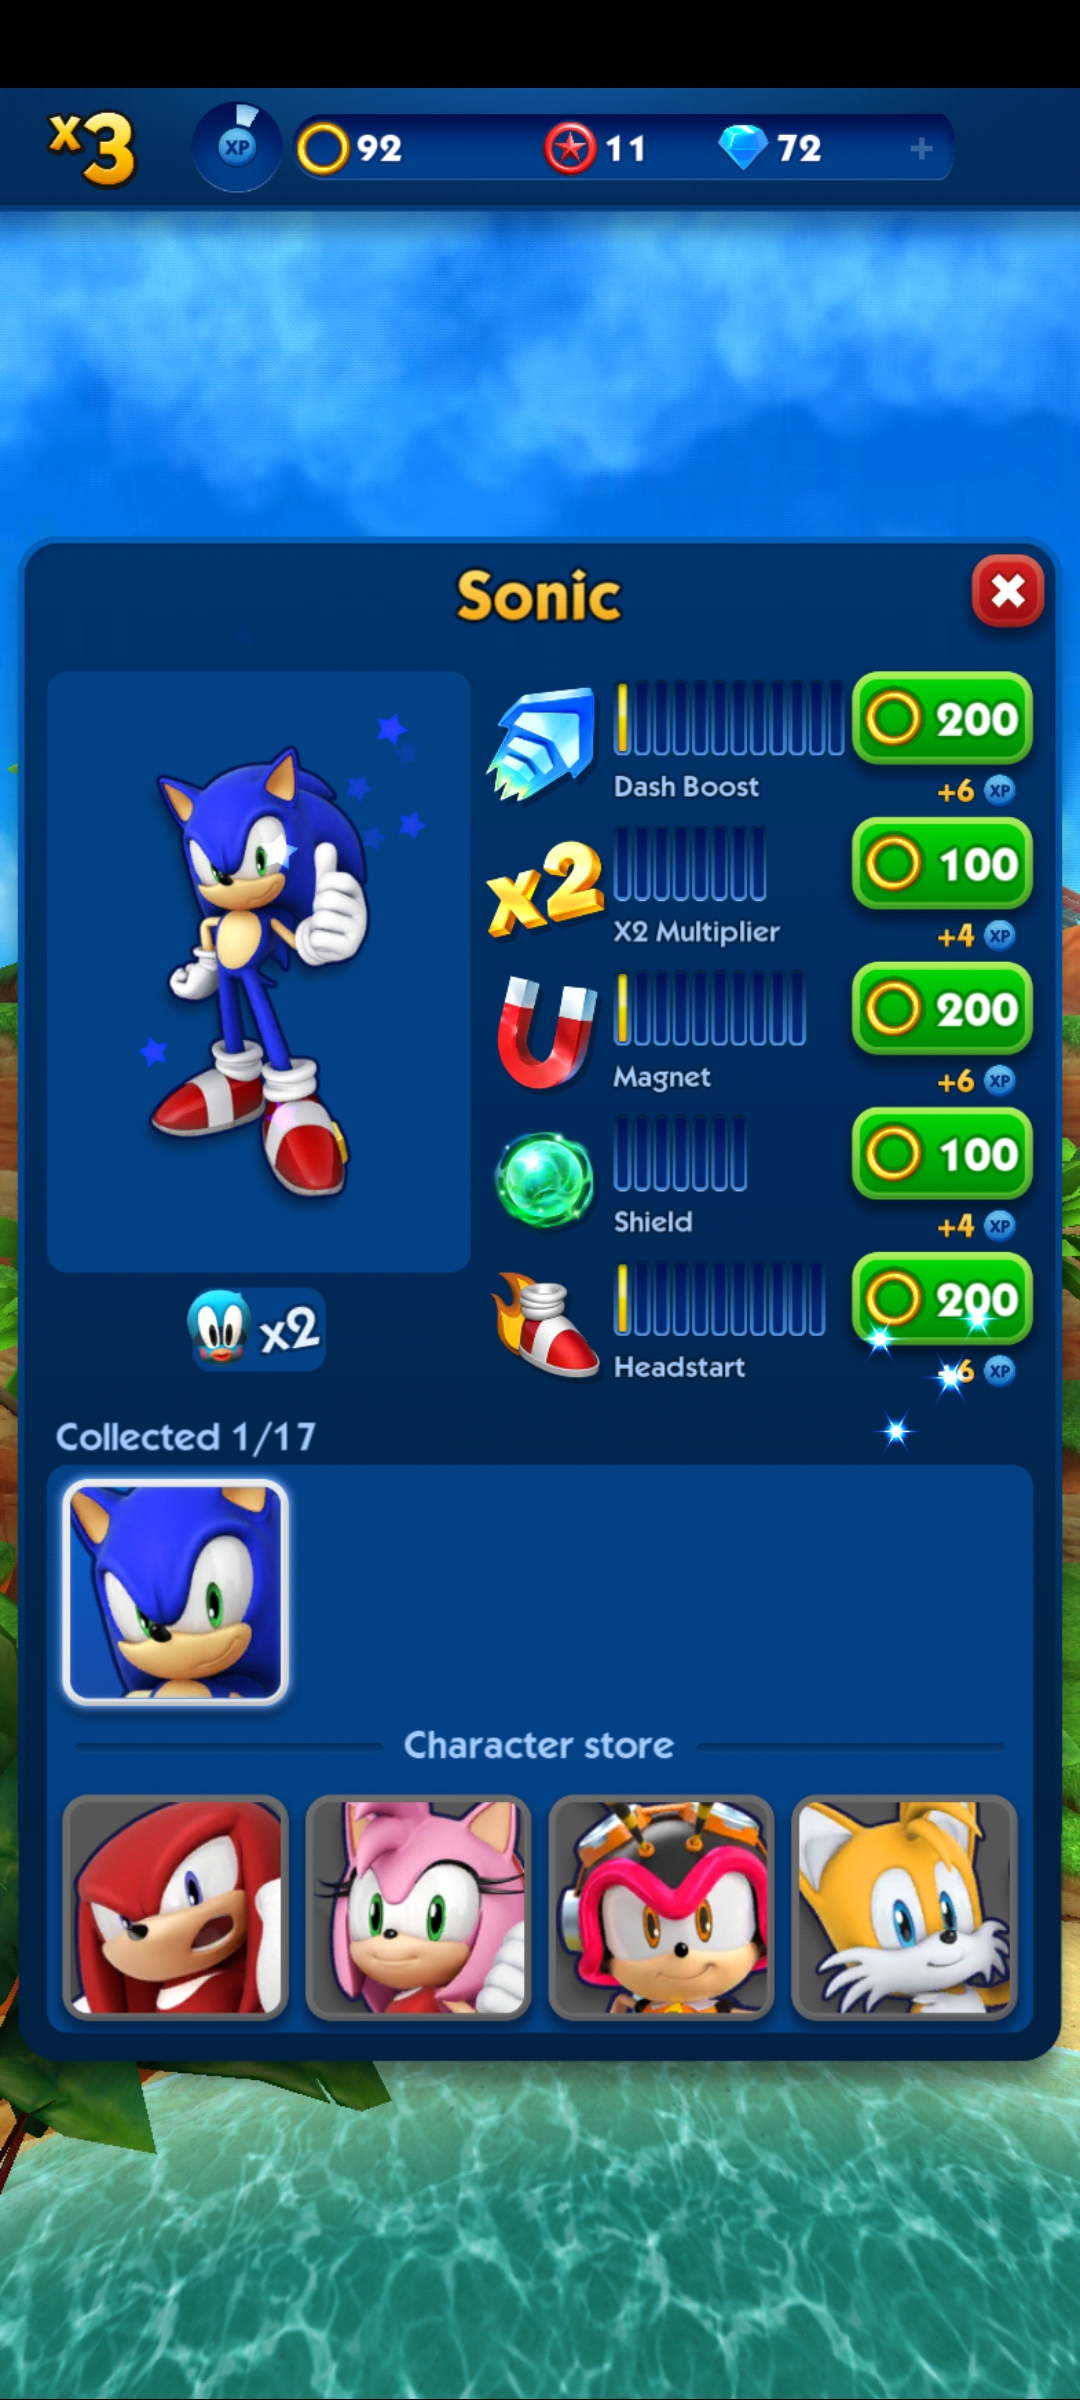 x3
XP
92
11
72
+
Sonic
200
Dash Boost
+6 XP
x2
100
X2 Multiplier
+4 XP
200
Magnet
+6 XP
100
Shield
+4 XP
200
Headstart
+6 XP
x2
Collected 1/17
Character store